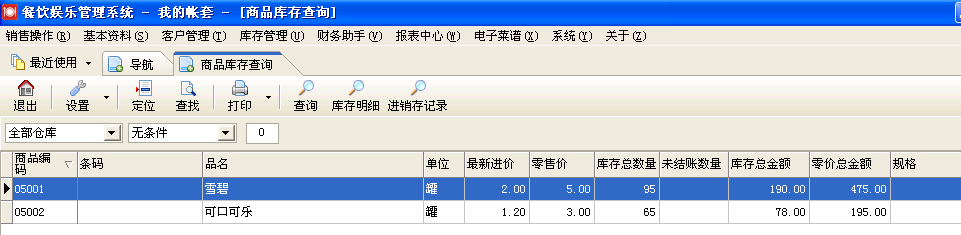 餐饮娱乐管理系统 - 我的帐套 - [商品库存查询]
销售操作(R) 基本资料(S) 客户管理(T) 库存管理(U) 财务助手(V) 报表中心(W) 电子菜谱(X) 系统(Y) 关于(Z)
最近使用 导航 商品库存查询
退出 设置 定位 查找 打印 查询 库存明细 进销存记录
全部仓库 无条件 0
商品编码 条码 品名 单位 最新进价 零售价 库存总数量 未结账数量 库存总金额 零价总金额 规格
05001 雪碧 罐 2.00 5.00 95 190.00 475.00
05002 可口可乐 罐 1.20 3.00 65 78.00 195.00